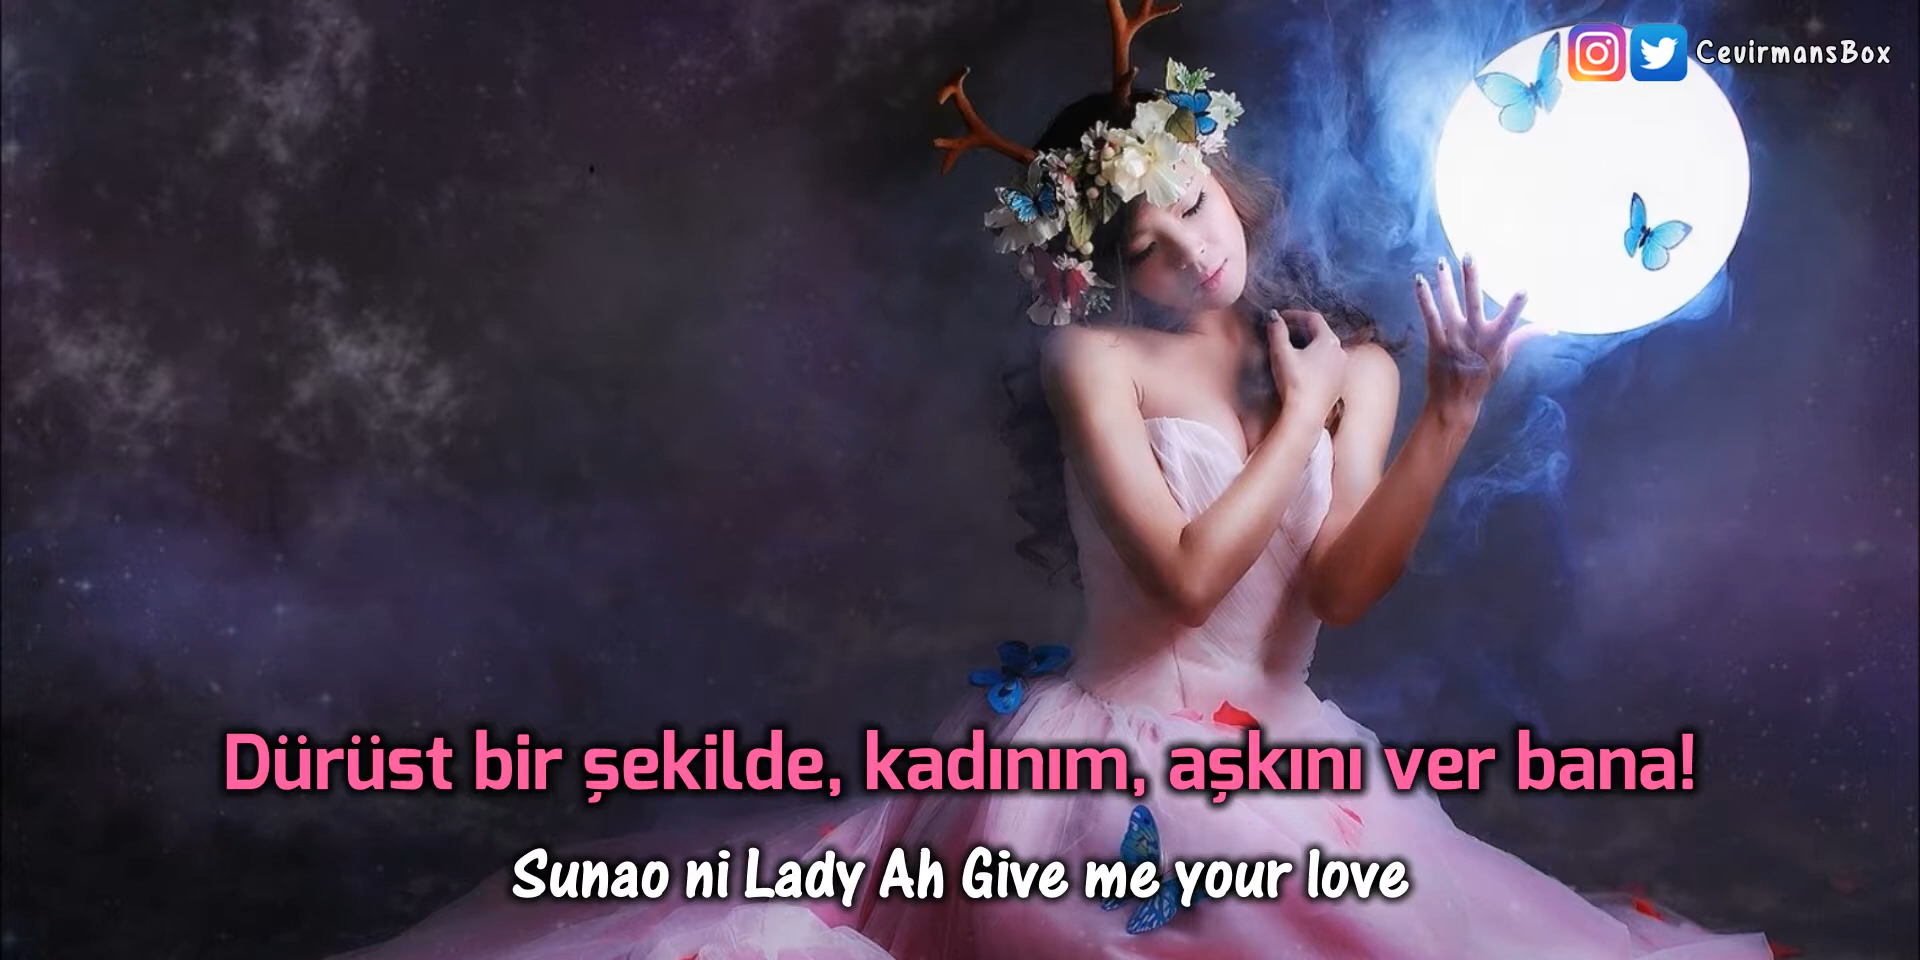 CevirmansBox
Dürüst bir şekilde, kadınım, aşkını ver bana!
Sunao ni Lady Ah Give me your love